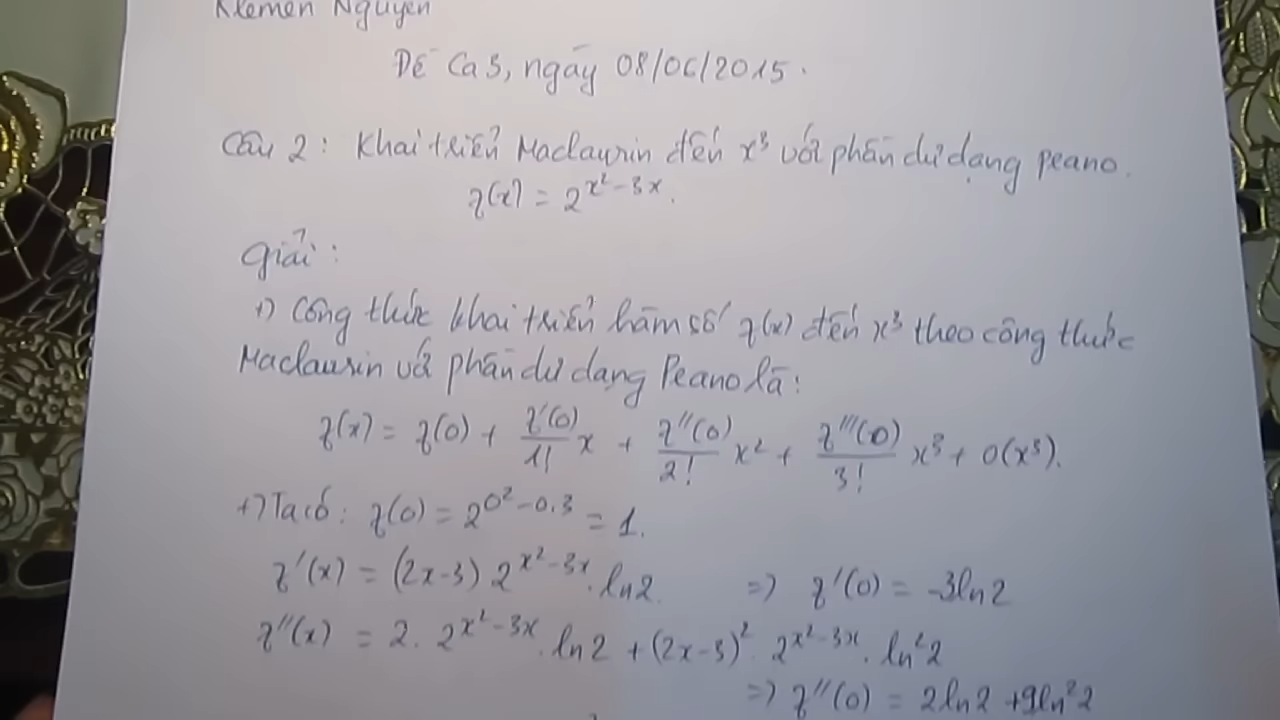 Klemen Nguyen
Đề Ca 3, ngày 08/06/2015.
Câu 2: Khai triển Maclaurin đến x³ với phần dư dạng Peano.
f(x) = 2^{x²-3x}.
Giải:
+) Công thức khai triển hàm số f(x) đến x³ theo công thức
Maclaurin với phần dư dạng Peano là:
f(x) = f(0) + f'(0)/1! x + f''(0)/2! x² + f'''(0)/3! x³ + 0(x³).
+) Ta có: f(0) = 2^{0²-0.3} = 1.
f'(x) = (2x-3) 2^{x²-3x}.ln2. => f'(0) = -3ln2
f''(x) = 2. 2^{x²-3x}.ln2 + (2x-3)² 2^{x²-3x}. ln²2
=> f''(0) = 2ln2 + 9ln²2